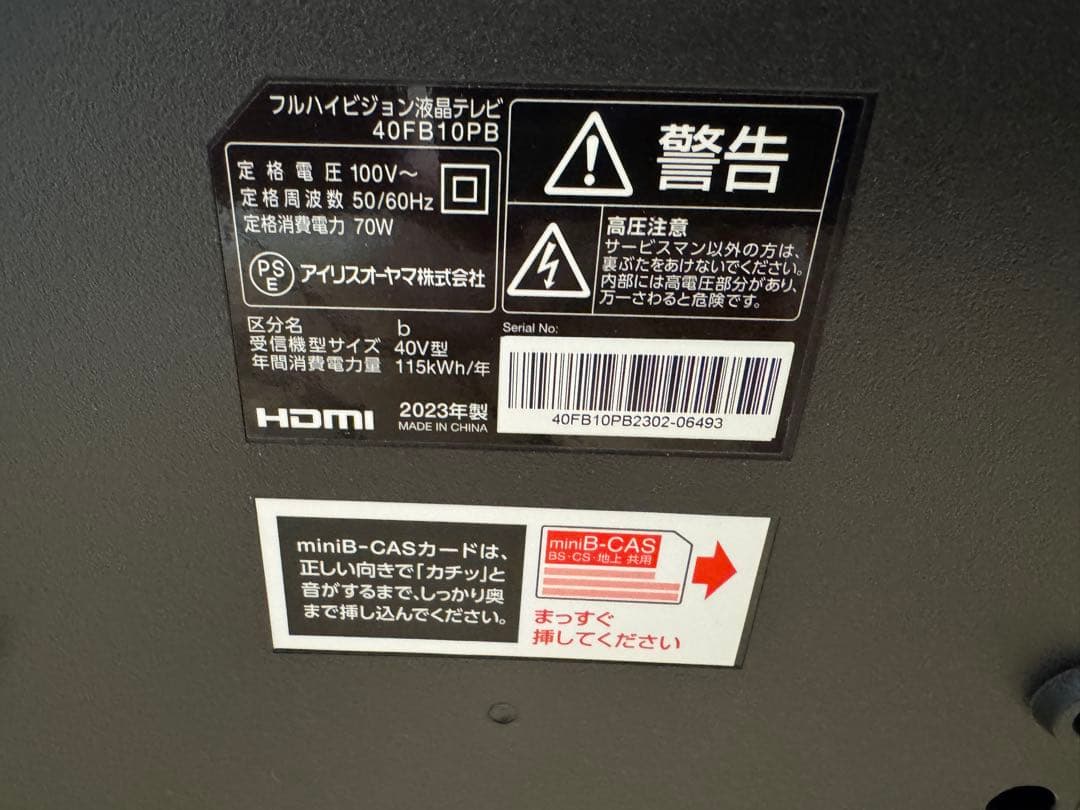 フルハイビジョン液晶テレビ
40FB10PB
定格電圧 100V～
定格周波数 50/60Hz
定格消費電力 70W
PS
E
アイリスオーヤマ株式会社
警告
高圧注意
サービスマン以外の方は、
裏ぶたをあけないでください。
内部には高電圧部分があり、
万一さわると危険です。
区分名 b
受信機型サイズ 40V型
年間消費電力量 115kWh/年
HDMI
2023年製
MADE IN CHINA
Serial No:
40FB10PB2302-06493
miniB-CASカードは、
正しい向きで「カチッ」と
音がするまで、しっかり奥
まで挿し込んでください。
miniB-CAS
BS・CS・地上 共用
まっすぐ
挿してください